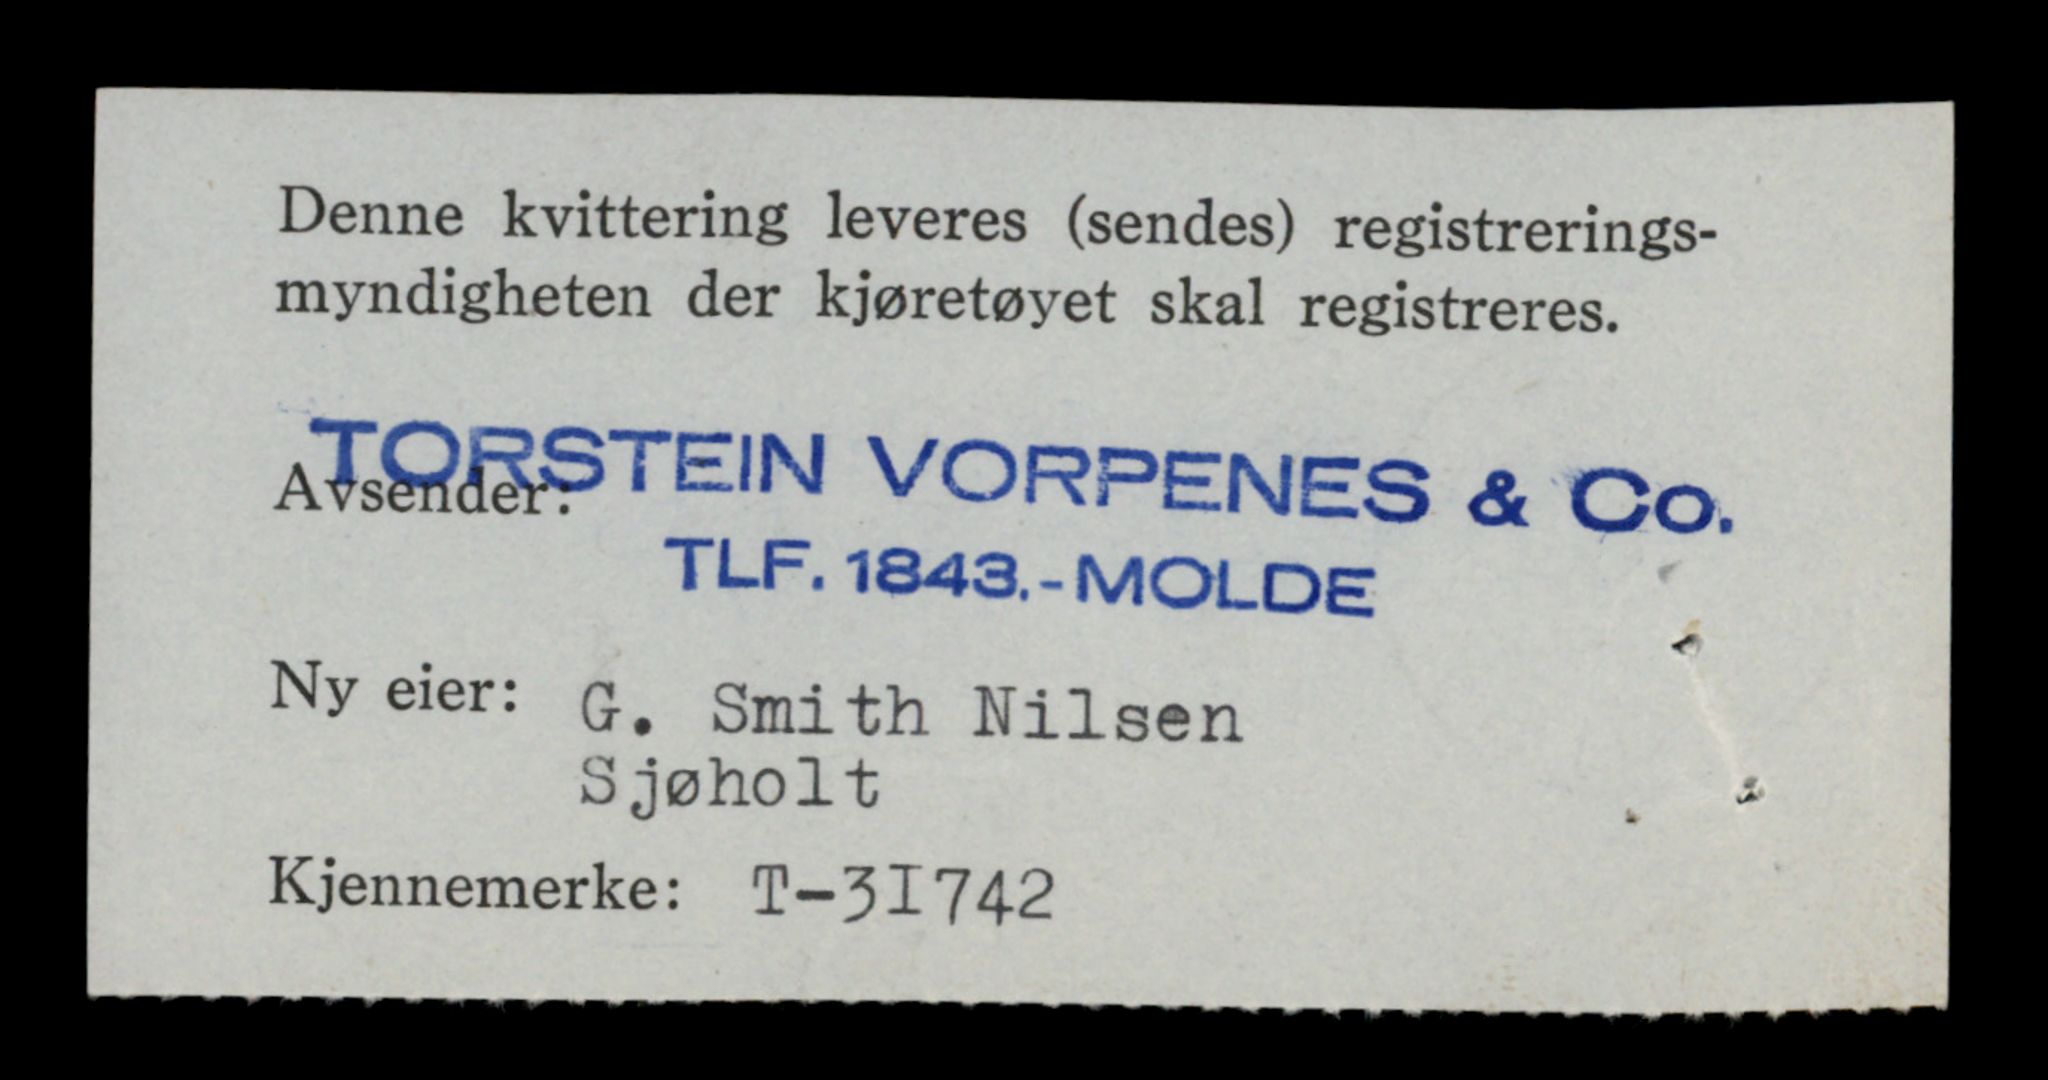 Denne kvittering leveres (sendes) registrerings-
myndigheten der kjøretøyet skal registreres.
TORSTEIN VORPENES & Co.
Avsender:
TLF. 1843.-MOLDE
Ny eier: G. Smith Nilsen
Sjøholt
Kjennemerke: T-3I742